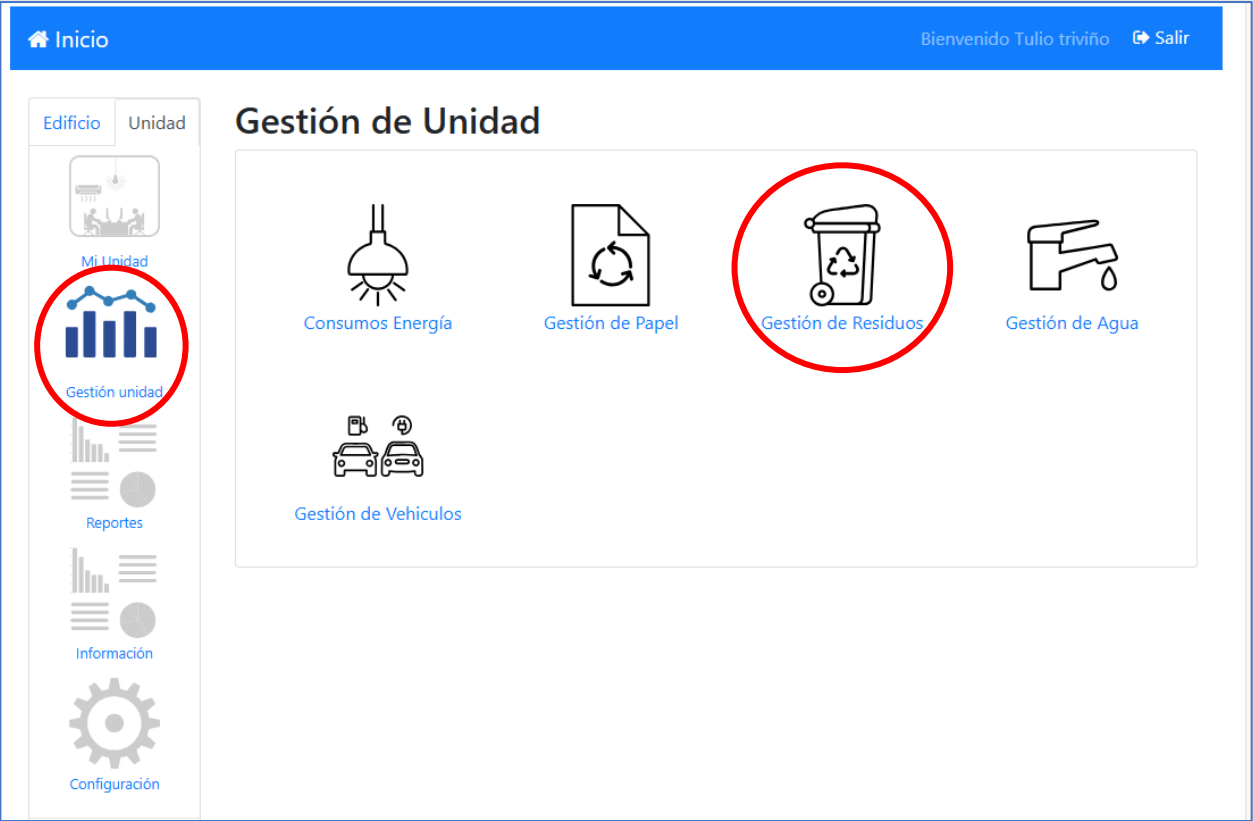 Inicio
Bienvenido Tulio triviño
Salir
Edificio
Unidad
Mi Unidad
Gestión unidad
Reportes
Información
Configuración
Gestión de Unidad
Consumos Energía
Gestión de Papel
Gestión de Residuos
Gestión de Agua
Gestión de Vehiculos